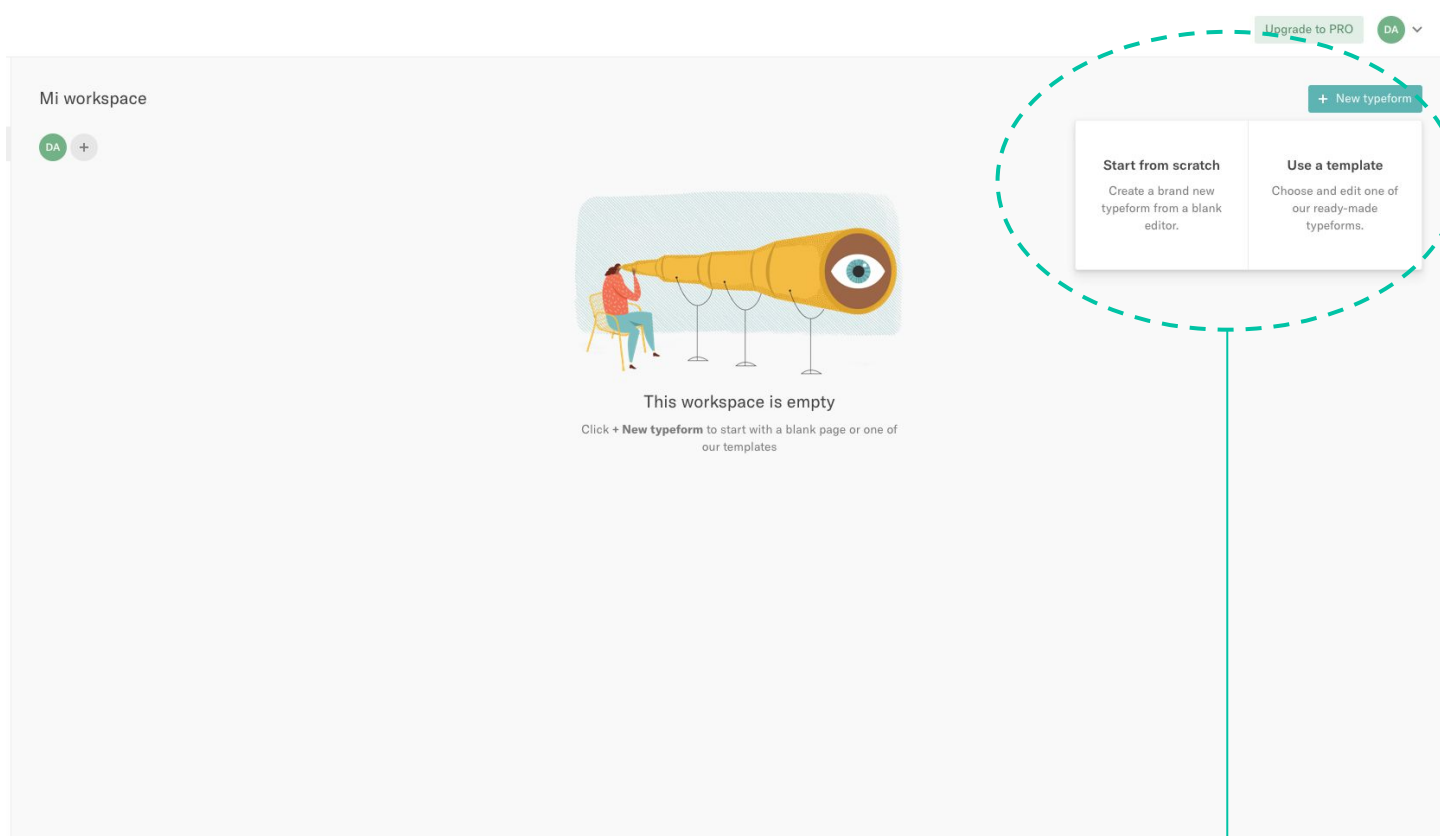 Upgrade to PRO
DA
Mi workspace
+ New typeform
DA +
Start from scratch
Create a brand new
typeform from a blank
editor.
Use a template
Choose and edit one of
our ready-made
typeforms.
This workspace is empty
Click + New typeform to start with a blank page or one of
our templates